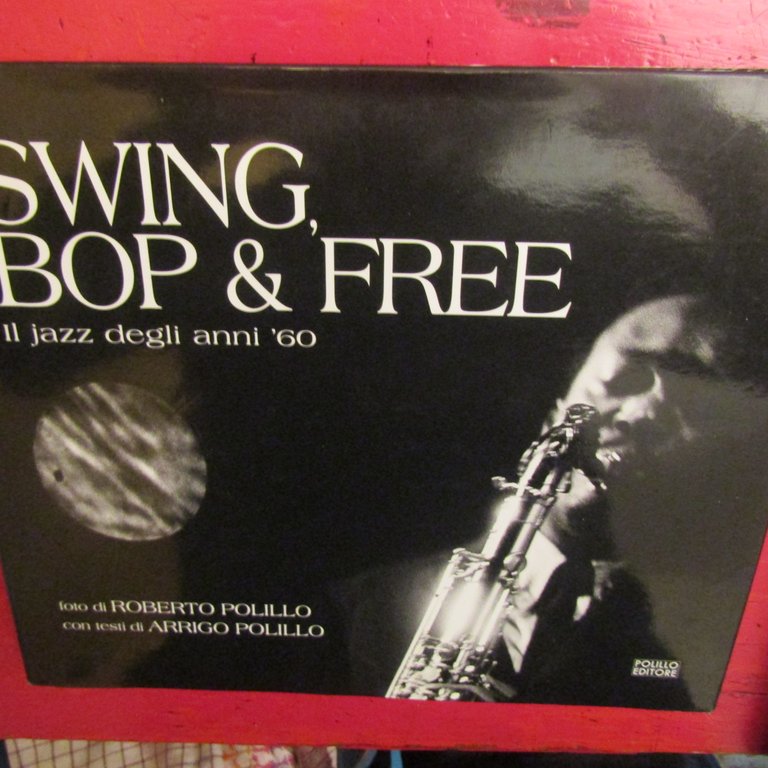 SWING,
BOP & FREE
Il jazz degli anni '60
foto di ROBERTO POLILLO
con testi di ARRIGO POLILLO
POLILLO
EDITORE